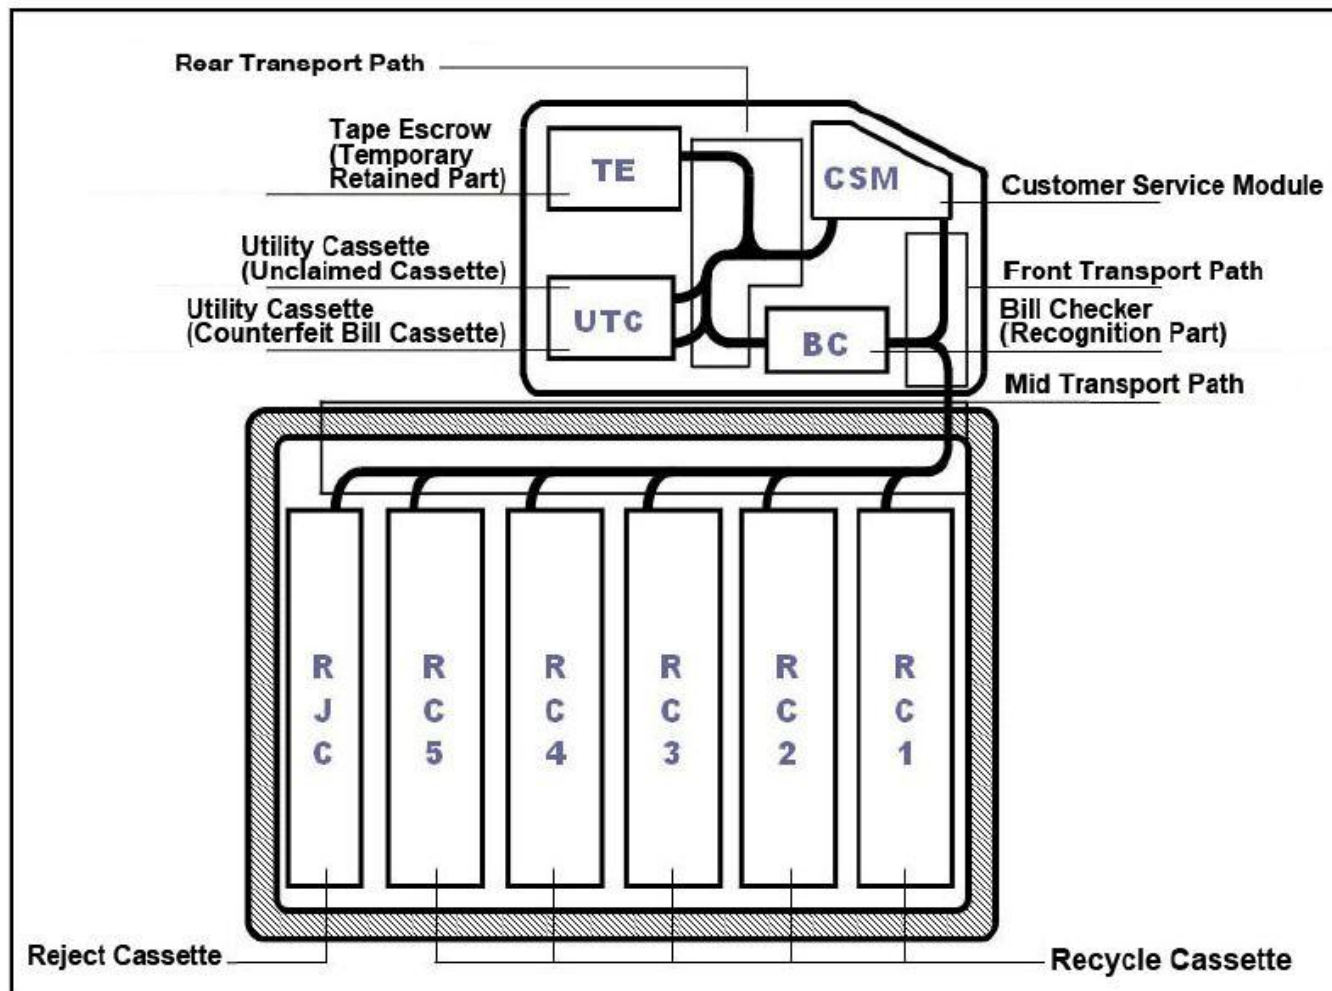 Rear Transport Path
Tape Escrow
(Temporary
Retained Part)
TE
CSM
Customer Service Module
Utility Cassette
(Unclaimed Cassette)
Front Transport Path
Utility Cassette
(Counterfeit Bill Cassette)
UTC
BC
Bill Checker
(Recognition Part)
Mid Transport Path
R
J
C
R
C
5
R
C
4
R
C
3
R
C
2
R
C
1
Reject Cassette
Recycle Cassette